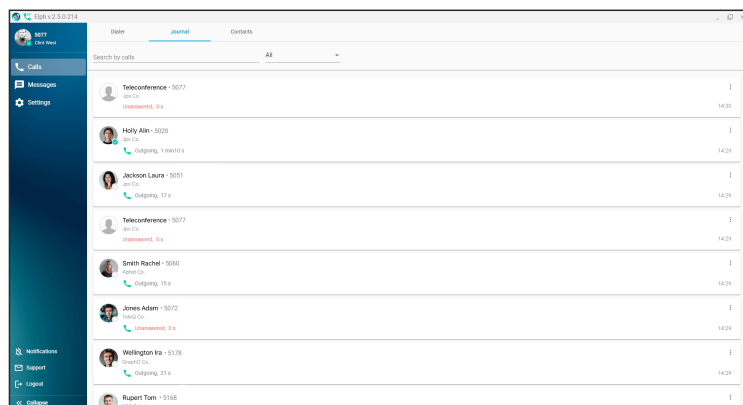 Elph v.2.5.0-214
5077
Clint West
Calls
Messages
Settings
Notifications
Support
Logout
Collapse
Dialer
Journal
Contacts
Search by calls
All
Teleconference • 5077
Jps Co.
Unanswered, 0 s
14:30
Holly Alin • 5020
Jps Co.
Outgoing, 1 min10 s
14:29
Jackson Laura • 5051
Jps Co.
Outgoing, 17 s
14:29
Teleconference • 5077
Jps Co.
Unanswered, 0 s
14:29
Smith Rachel • 5060
Aphid Co.
Outgoing, 15 s
14:29
Jones Adam • 5072
TeleQ Co.
Unanswered, 0 s
14:29
Wellington Ira • 5178
GraphQ Co.
Outgoing, 21 s
14:29
Rupert Tom • 5168